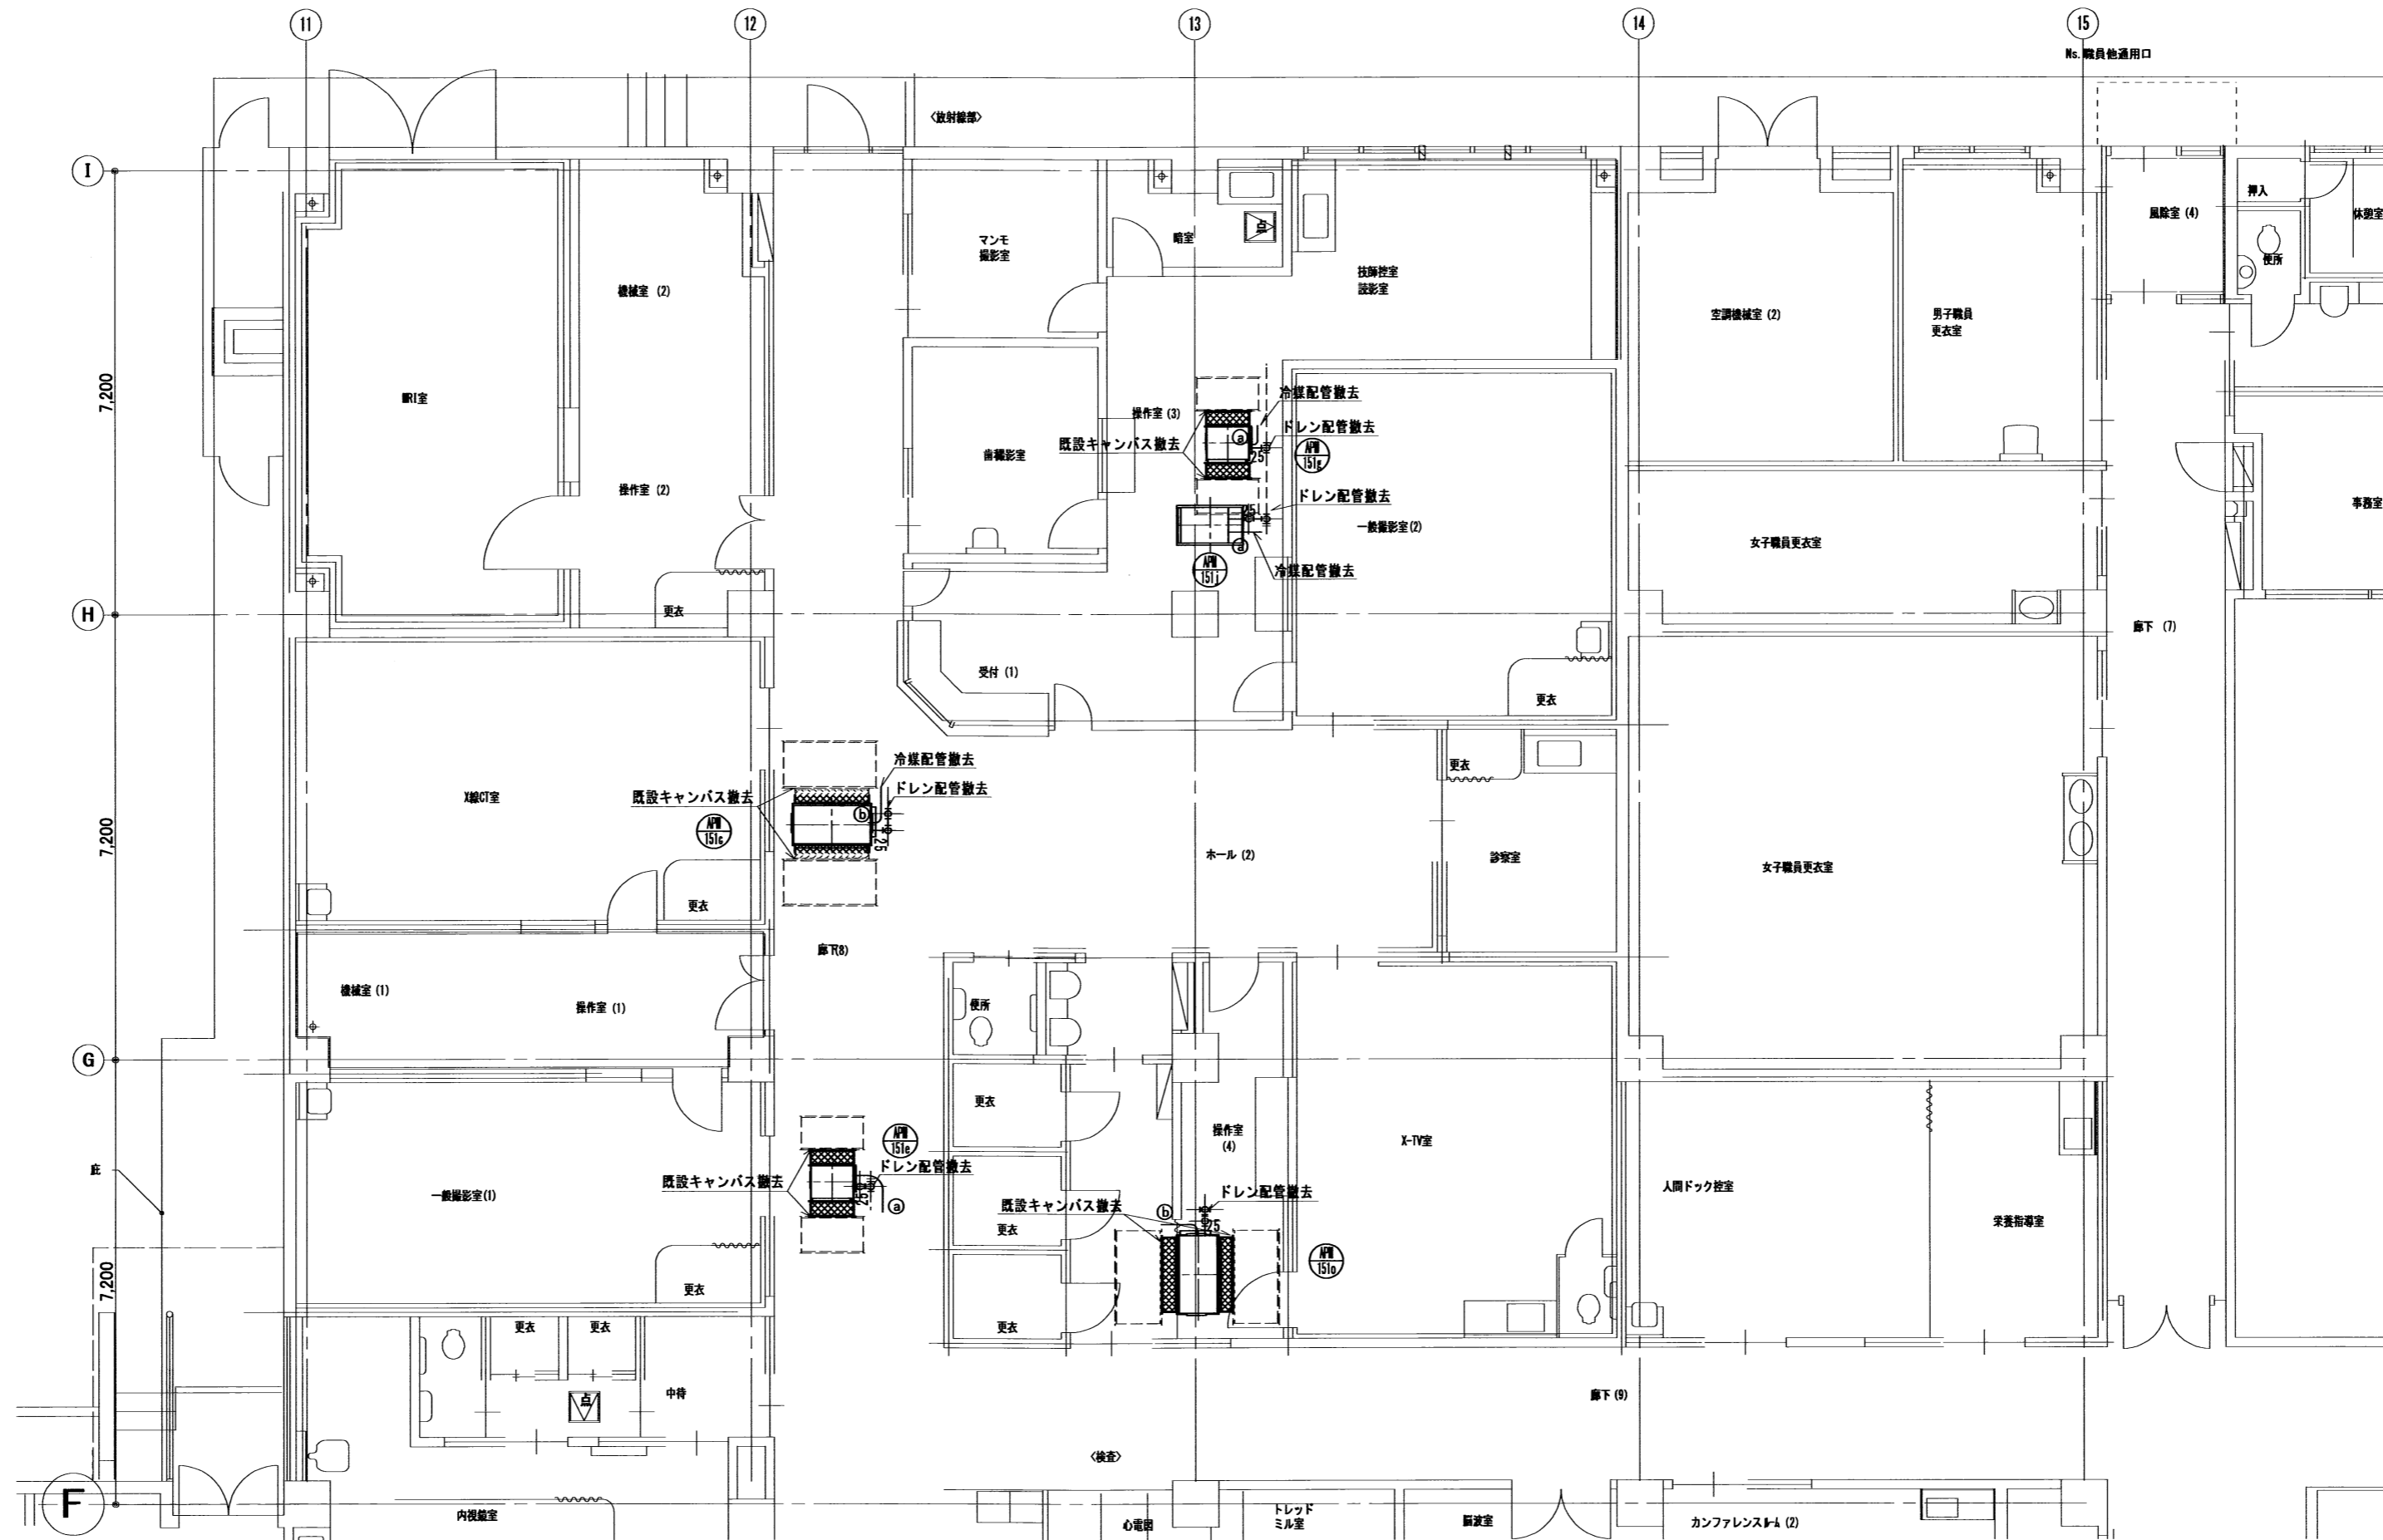 11
12
13
14
15
Ns.職員他通用口
〈放射線部〉
I
押入
風除室 (4)
休憩室
便所
マンモ
撮影室
暗室
点
技師控室
読影室
機械室 (2)
空調機械室 (2)
男子職員
更衣室
7,200
MRI室
操作室 (3)
冷媒配管撤去
既設キャンバス撤去
ⓐ
ドレン配管撤去
25
151g
歯撮影室
操作室 (2)
ドレン配管撤去
25
一般撮影室(2)
事務室
女子職員更衣室
ⓐ
151j
冷媒配管撤去
H
更衣
廊下 (7)
受付 (1)
更衣
冷媒配管撤去
更衣
X線CT室
既設キャンバス撤去
ドレン配管撤去
ⓑ
25
151c
7,200
ホール (2)
診察室
女子職員更衣室
更衣
廊下(8)
機械室 (1)
操作室 (1)
便所
G
更衣
操作室
(4)
X-TV室
151e
庇
ドレン配管撤去
既設キャンバス撤去
25
ⓐ
一般撮影室(1)
人間ドック控室
ドレン配管撤去
既設キャンバス撤去
ⓑ
25
栄養指導室
更衣
151o
7,200
更衣
更衣
更衣
更衣
点
中待
廊下 (9)
〈検査〉
F
内視鏡室
心電図
トレッド
ミル室
脳波室
カンファレンスルーム (2)